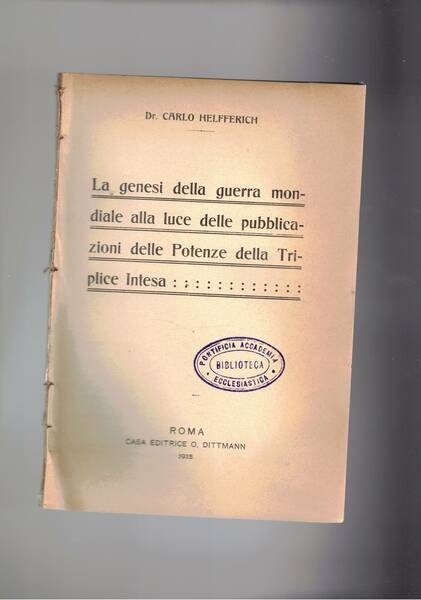 Dr. CARLO HELFFERICH
La genesi della guerra mon-
diale alla luce delle pubblica-
zioni delle Potenze della Tri-
plice Intesa : : : : : : : : : : : :
PONTIFICIA ACCADEMIA
BIBLIOTECA
ECCLESIASTICA
ROMA
CASA EDITRICE O. DITTMANN
1915